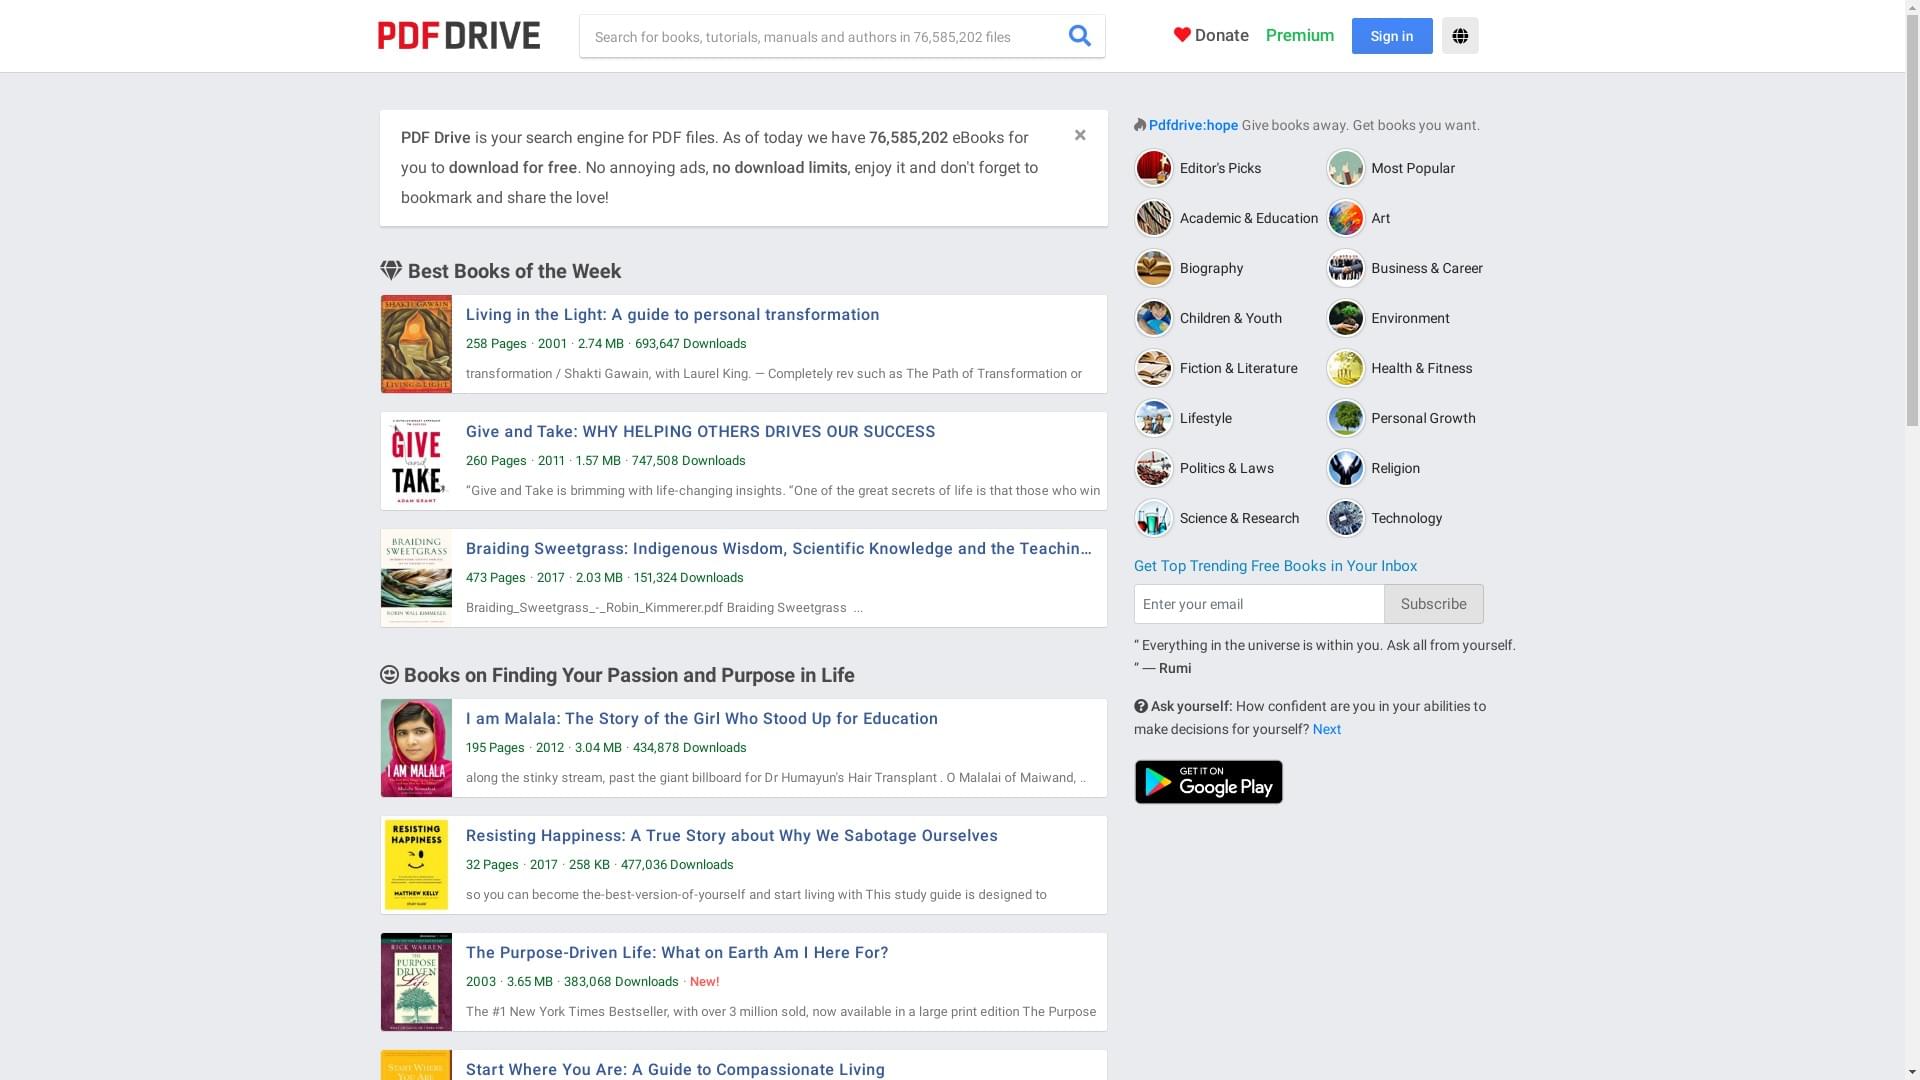 PDF DRIVE
Search for books, tutorials, manuals and authors in 76,585,202 files
Donate
Premium
Sign in
PDF Drive is your search engine for PDF files. As of today we have 76,585,202 eBooks for
you to download for free. No annoying ads, no download limits, enjoy it and don't forget to
bookmark and share the love!
×
Best Books of the Week
SHAKTI GAWAIN
LIVING IN THE LIGHT
Living in the Light: A guide to personal transformation
258 Pages · 2001 · 2.74 MB · 693,647 Downloads
transformation / Shakti Gawain, with Laurel King. — Completely rev such as The Path of Transformation or
GIVE
and
TAKE
ADAM GRANT
Give and Take: WHY HELPING OTHERS DRIVES OUR SUCCESS
260 Pages · 2011 · 1.57 MB · 747,508 Downloads
“Give and Take is brimming with life-changing insights. “One of the great secrets of life is that those who win
BRAIDING
SWEETGRASS
ROBIN WALL KIMMERER
Braiding Sweetgrass: Indigenous Wisdom, Scientific Knowledge and the Teachin...
473 Pages · 2017 · 2.03 MB · 151,324 Downloads
Braiding_Sweetgrass_-_Robin_Kimmerer.pdf Braiding Sweetgrass ...
Books on Finding Your Passion and Purpose in Life
I AM MALALA
I am Malala: The Story of the Girl Who Stood Up for Education
195 Pages · 2012 · 3.04 MB · 434,878 Downloads
along the stinky stream, past the giant billboard for Dr Humayun's Hair Transplant . O Malalai of Maiwand, ..
RESISTING
HAPPINESS
MATTHEW KELLY
Resisting Happiness: A True Story about Why We Sabotage Ourselves
32 Pages · 2017 · 258 KB · 477,036 Downloads
so you can become the-best-version-of-yourself and start living with This study guide is designed to
RICK WARREN
THE
PURPOSE
DRIVEN
Life
The Purpose-Driven Life: What on Earth Am I Here For?
2003 · 3.65 MB · 383,068 Downloads · New!
The #1 New York Times Bestseller, with over 3 million sold, now available in a large print edition The Purpose
START WHERE
YOU ARE
Start Where You Are: A Guide to Compassionate Living
Pdfdrive:hope Give books away. Get books you want.
Editor's Picks
Most Popular
Academic & Education
Art
Biography
Business & Career
Children & Youth
Environment
Fiction & Literature
Health & Fitness
Lifestyle
Personal Growth
Politics & Laws
Religion
Science & Research
Technology
Get Top Trending Free Books in Your Inbox
Enter your email
Subscribe
“ Everything in the universe is within you. Ask all from yourself.
” — Rumi
Ask yourself: How confident are you in your abilities to
make decisions for yourself? Next
GET IT ON
Google Play